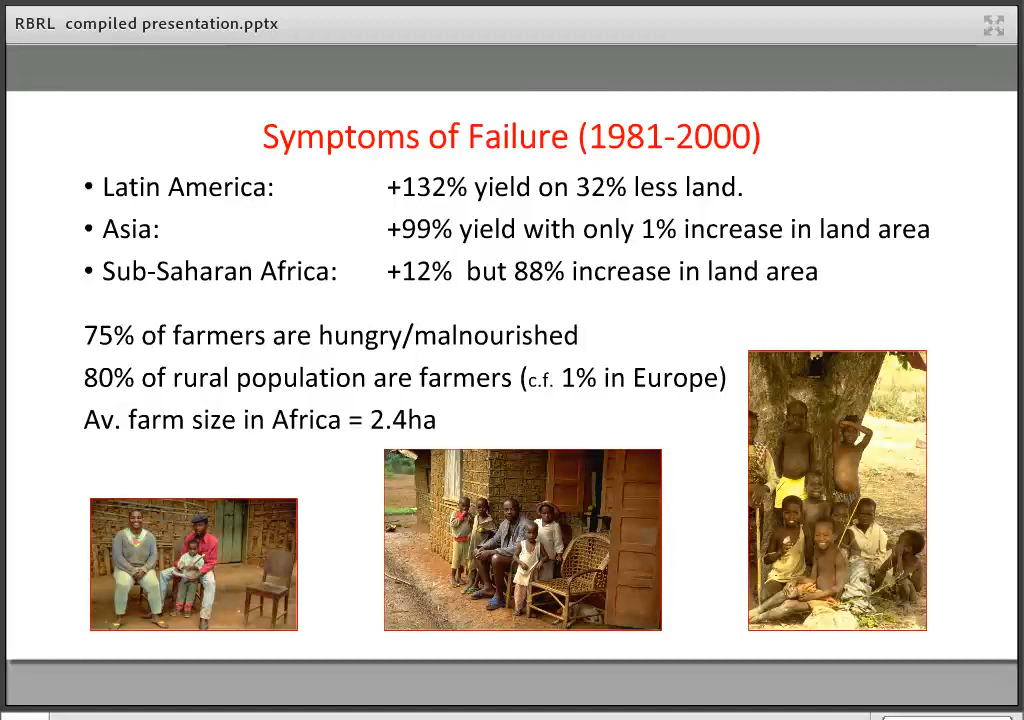 RBRL compiled presentation.pptx
Symptoms of Failure (1981-2000)
• Latin America: +132% yield on 32% less land.
• Asia: +99% yield with only 1% increase in land area
• Sub-Saharan Africa: +12% but 88% increase in land area
75% of farmers are hungry/malnourished
80% of rural population are farmers (c.f. 1% in Europe)
Av. farm size in Africa = 2.4ha